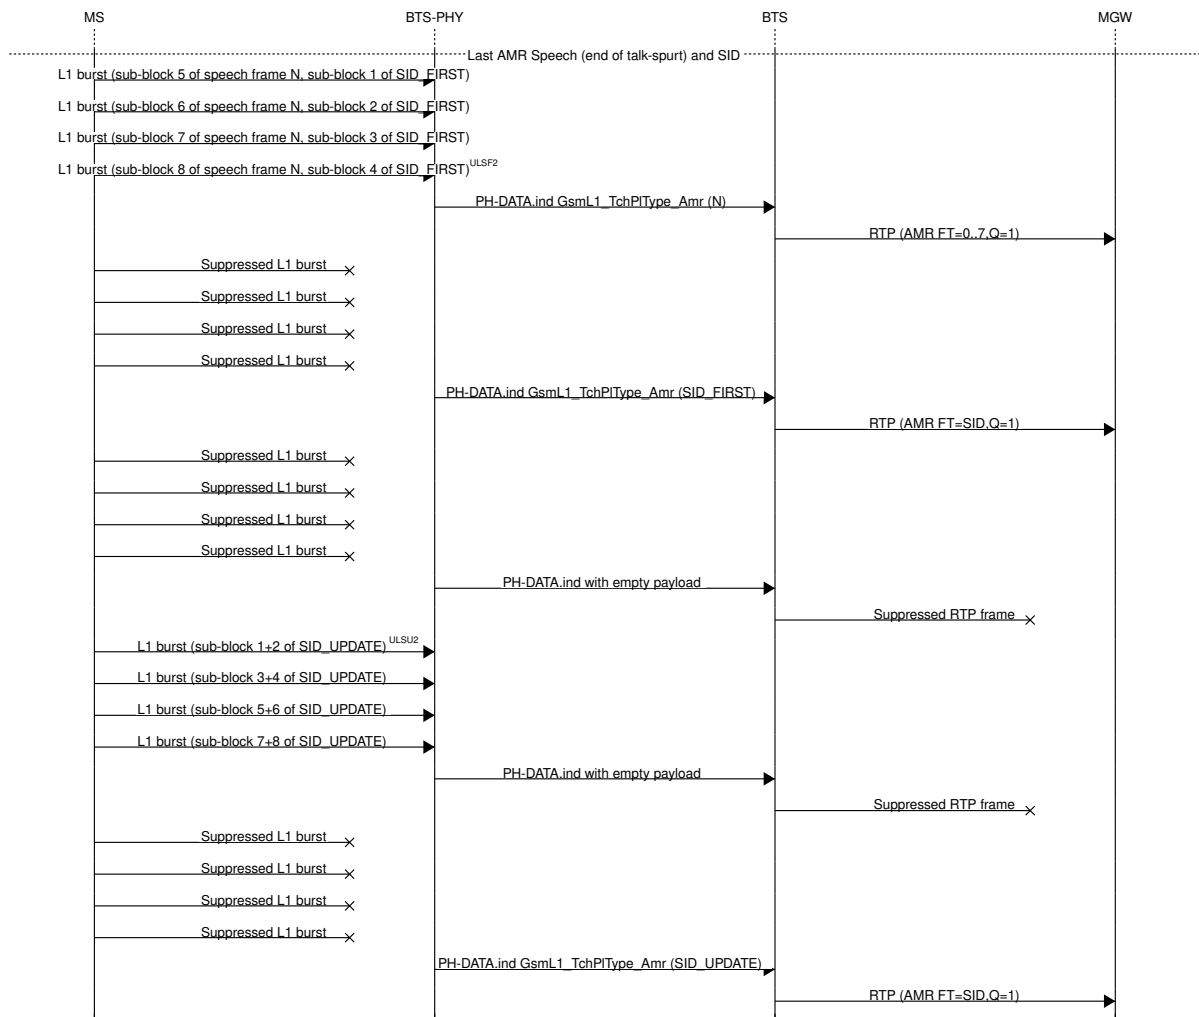 MS BTS-PHY BTS MGW
Last AMR Speech (end of talk-spurt) and SID
L1 burst (sub-block 5 of speech frame N, sub-block 1 of SID_FIRST)
L1 burst (sub-block 6 of speech frame N, sub-block 2 of SID_FIRST)
L1 burst (sub-block 7 of speech frame N, sub-block 3 of SID_FIRST)
L1 burst (sub-block 8 of speech frame N, sub-block 4 of SID_FIRST) ULSF2
PH-DATA.ind GsmL1_TchPlType_Amr (N)
RTP (AMR FT=0..7,Q=1)
Suppressed L1 burst
Suppressed L1 burst
Suppressed L1 burst
Suppressed L1 burst
PH-DATA.ind GsmL1_TchPlType_Amr (SID_FIRST)
RTP (AMR FT=SID,Q=1)
Suppressed L1 burst
Suppressed L1 burst
Suppressed L1 burst
Suppressed L1 burst
PH-DATA.ind with empty payload
Suppressed RTP frame
L1 burst (sub-block 1+2 of SID_UPDATE) ULSU2
L1 burst (sub-block 3+4 of SID_UPDATE)
L1 burst (sub-block 5+6 of SID_UPDATE)
L1 burst (sub-block 7+8 of SID_UPDATE)
PH-DATA.ind with empty payload
Suppressed RTP frame
Suppressed L1 burst
Suppressed L1 burst
Suppressed L1 burst
Suppressed L1 burst
PH-DATA.ind GsmL1_TchPlType_Amr (SID_UPDATE)
RTP (AMR FT=SID,Q=1)